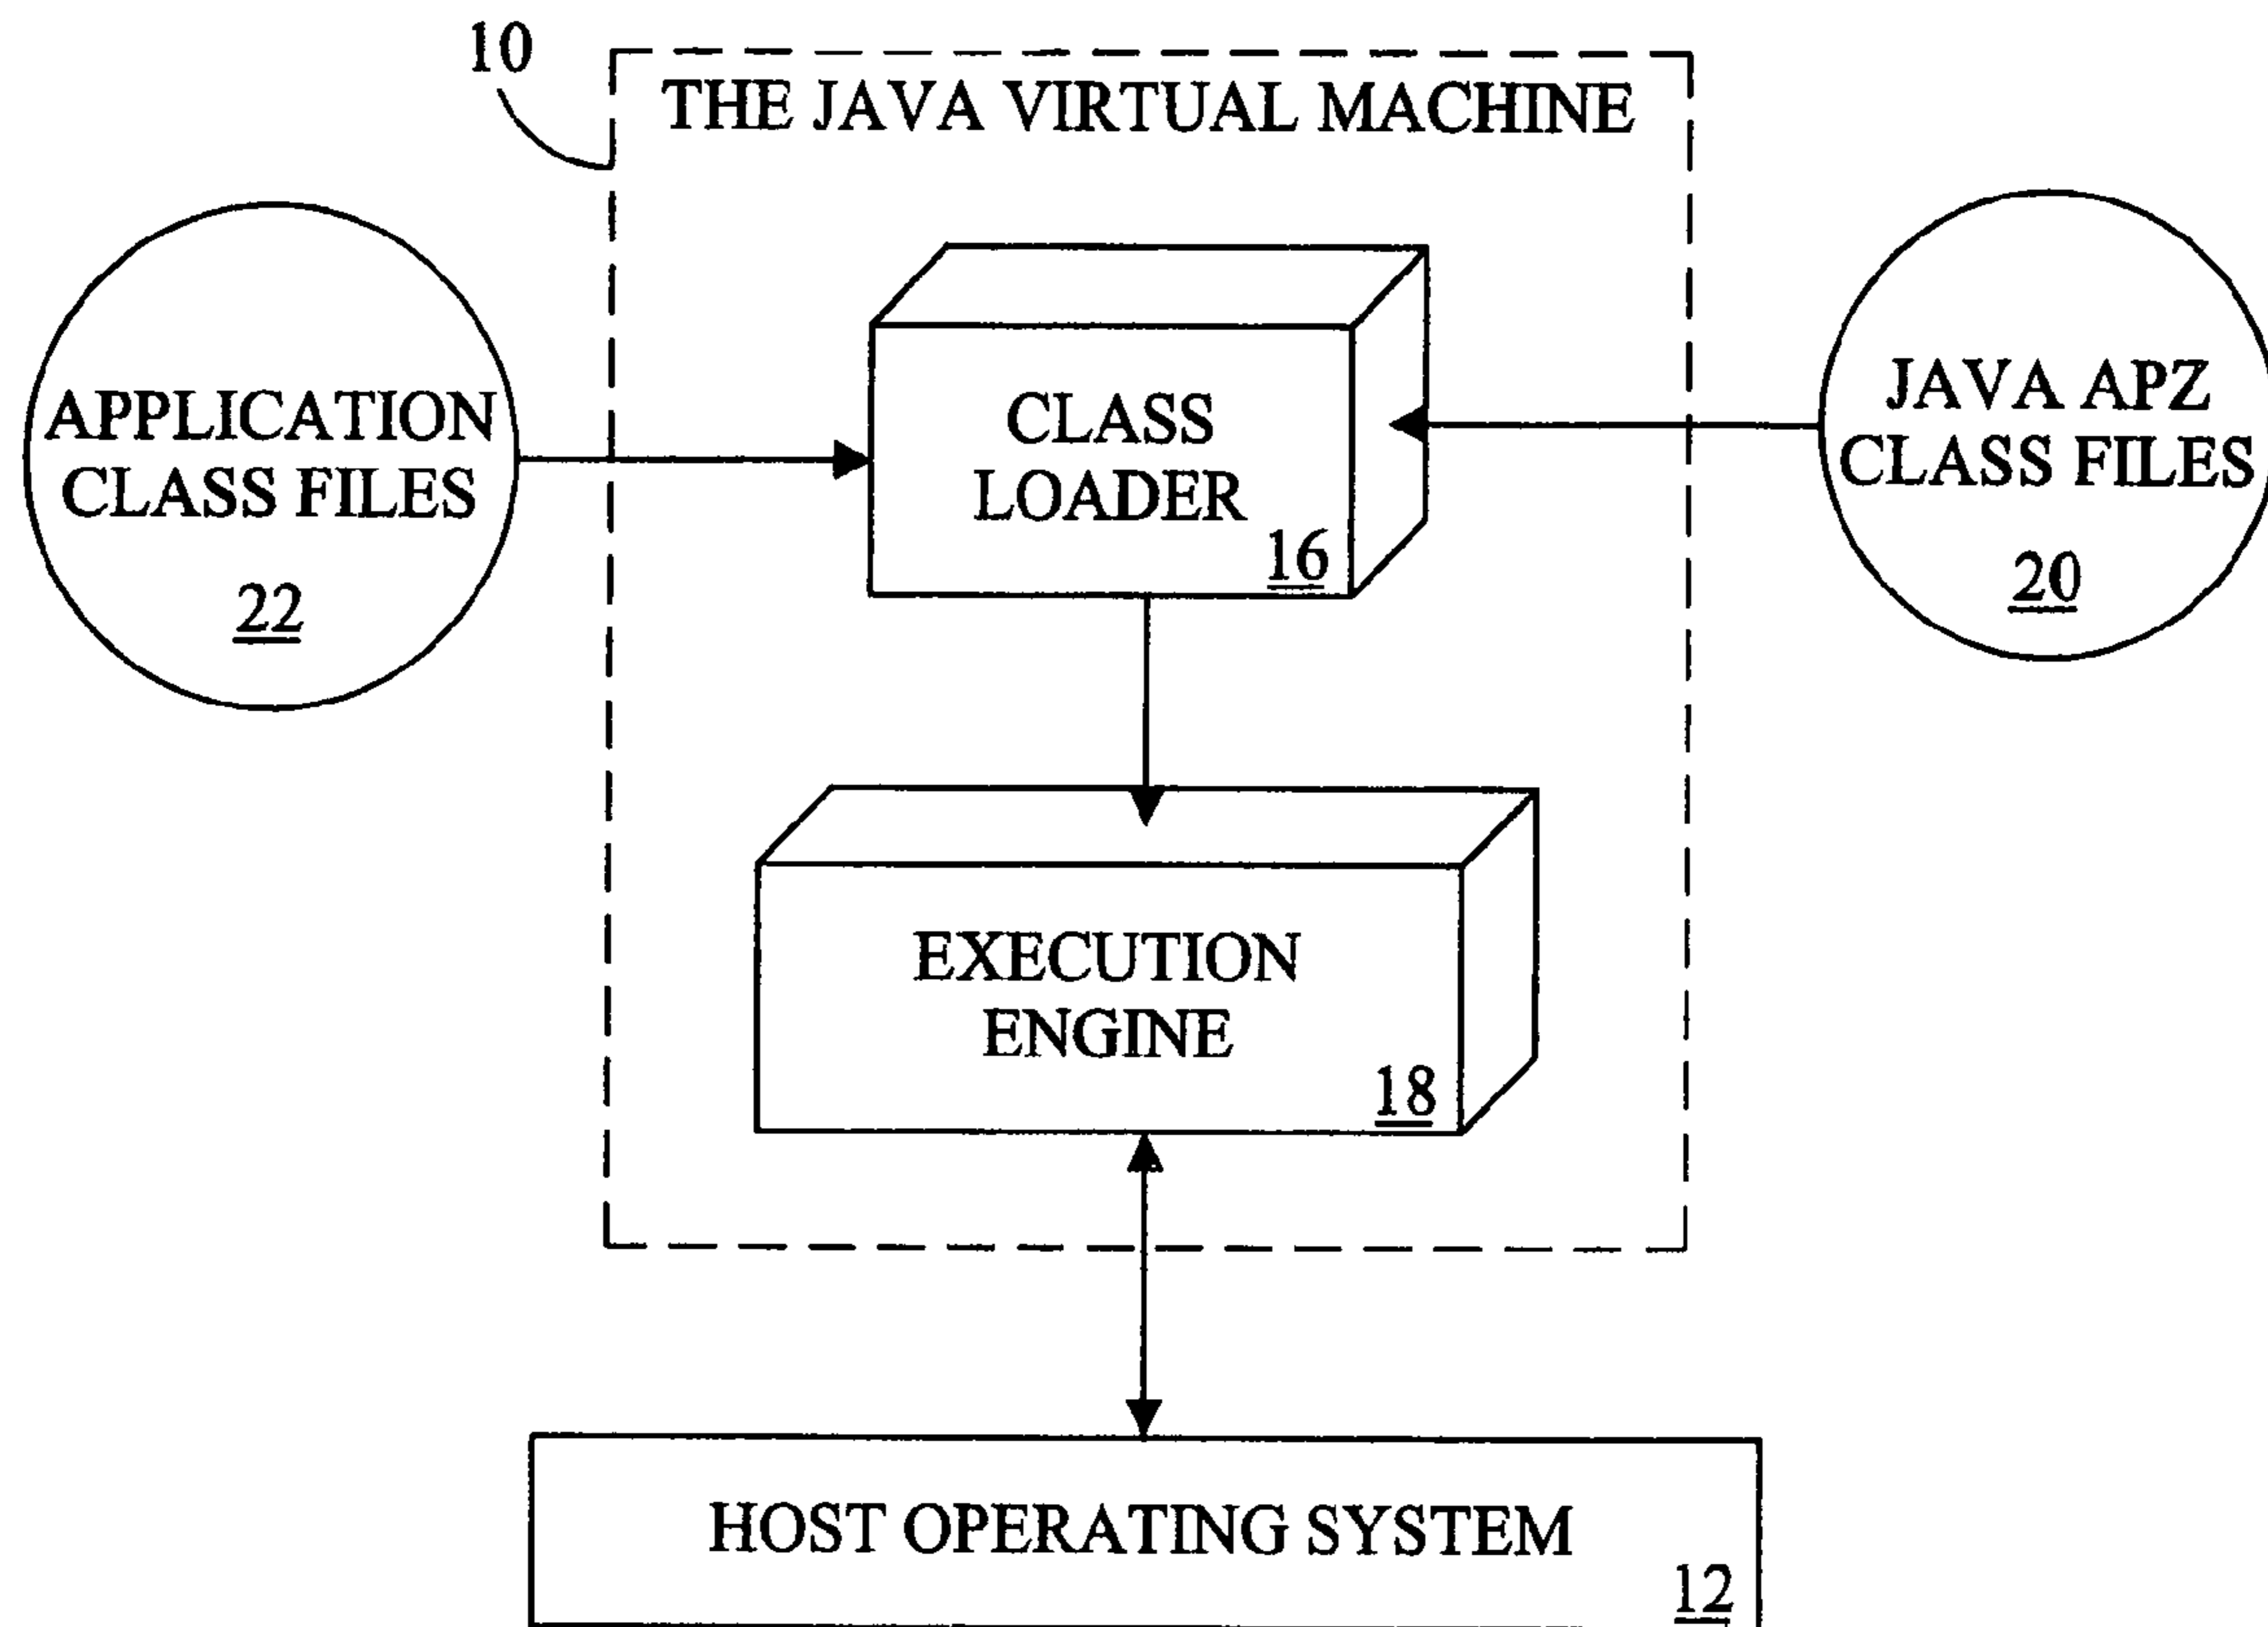 10
THE JAVA VIRTUAL MACHINE
APPLICATION
CLASS FILES
22
CLASS
LOADER
16
JAVA APZ
CLASS FILES
20
EXECUTION
ENGINE
18
HOST OPERATING SYSTEM
12